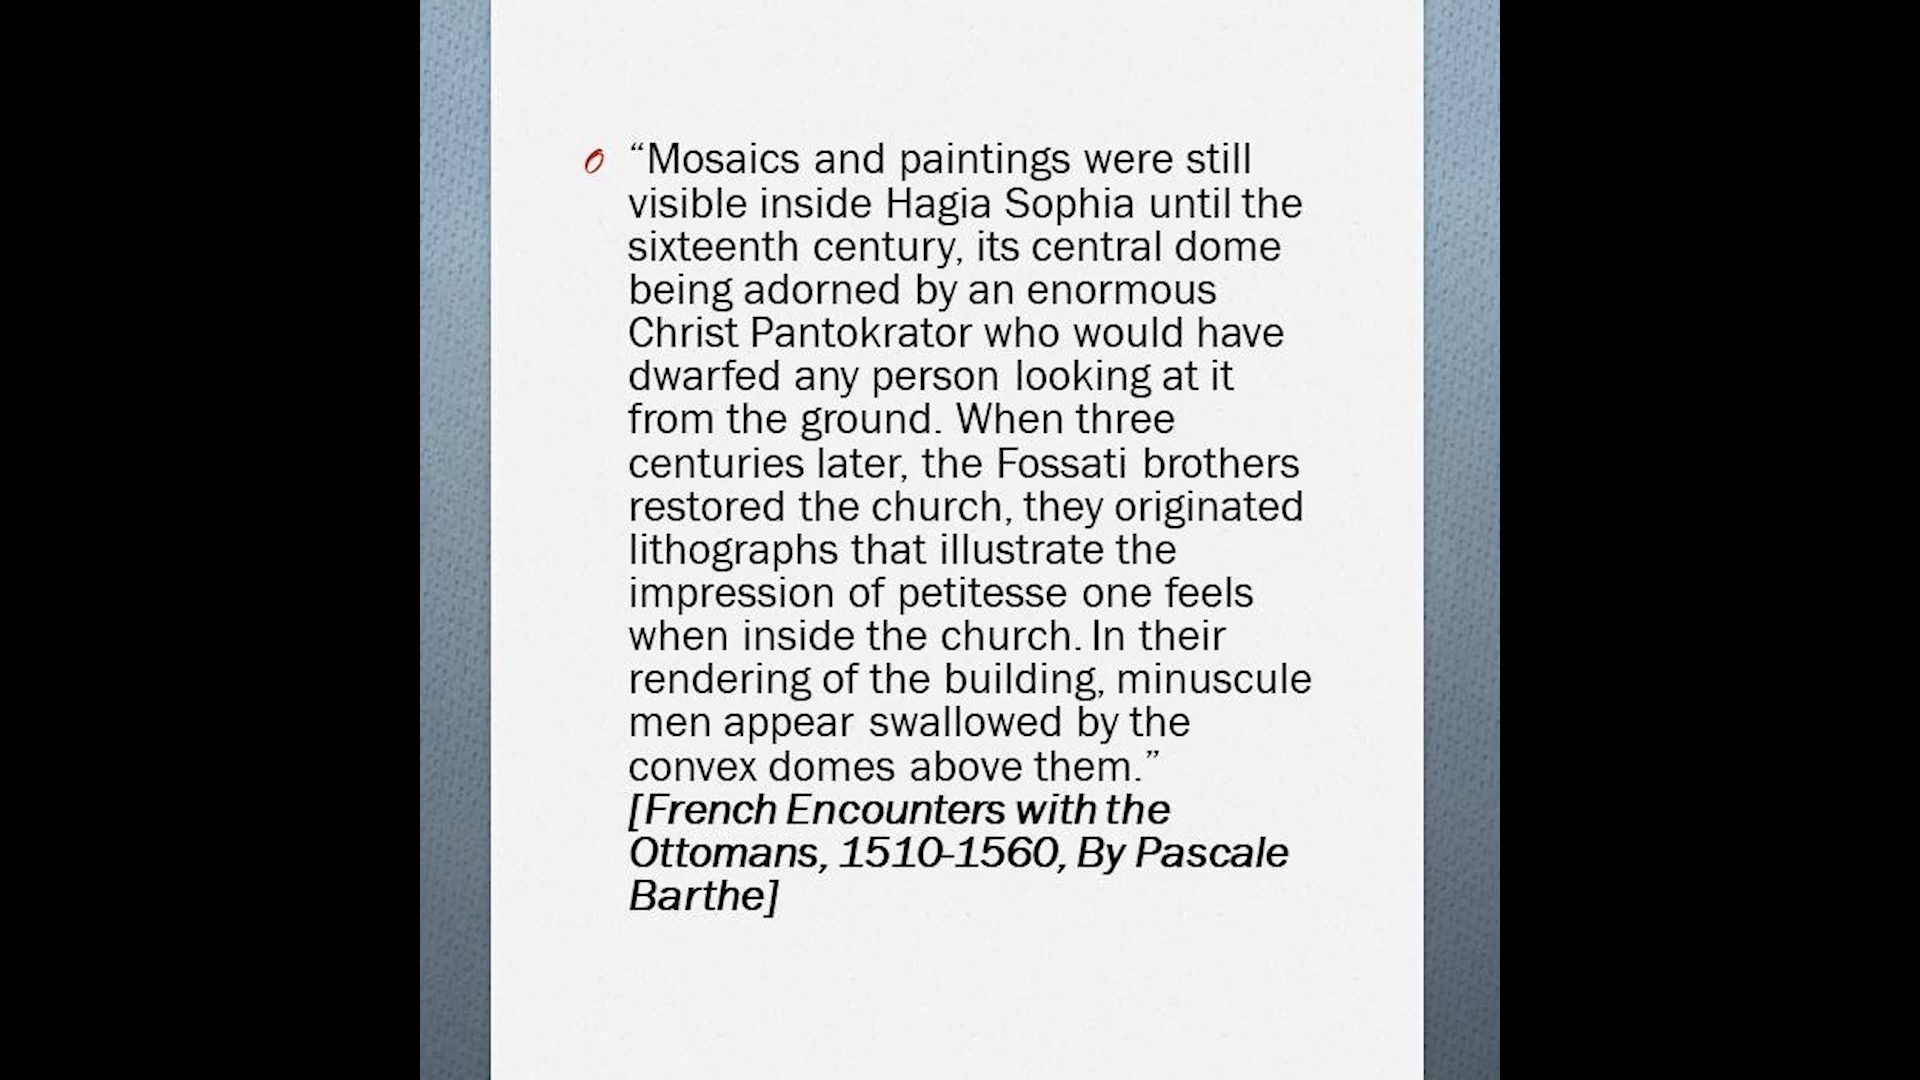 “Mosaics and paintings were still
visible inside Hagia Sophia until the
sixteenth century, its central dome
being adorned by an enormous
Christ Pantokrator who would have
dwarfed any person looking at it
from the ground. When three
centuries later, the Fossati brothers
restored the church, they originated
lithographs that illustrate the
impression of petitesse one feels
when inside the church. In their
rendering of the building, minuscule
men appear swallowed by the
convex domes above them.”
[French Encounters with the
Ottomans, 1510-1560, By Pascale
Barthe]